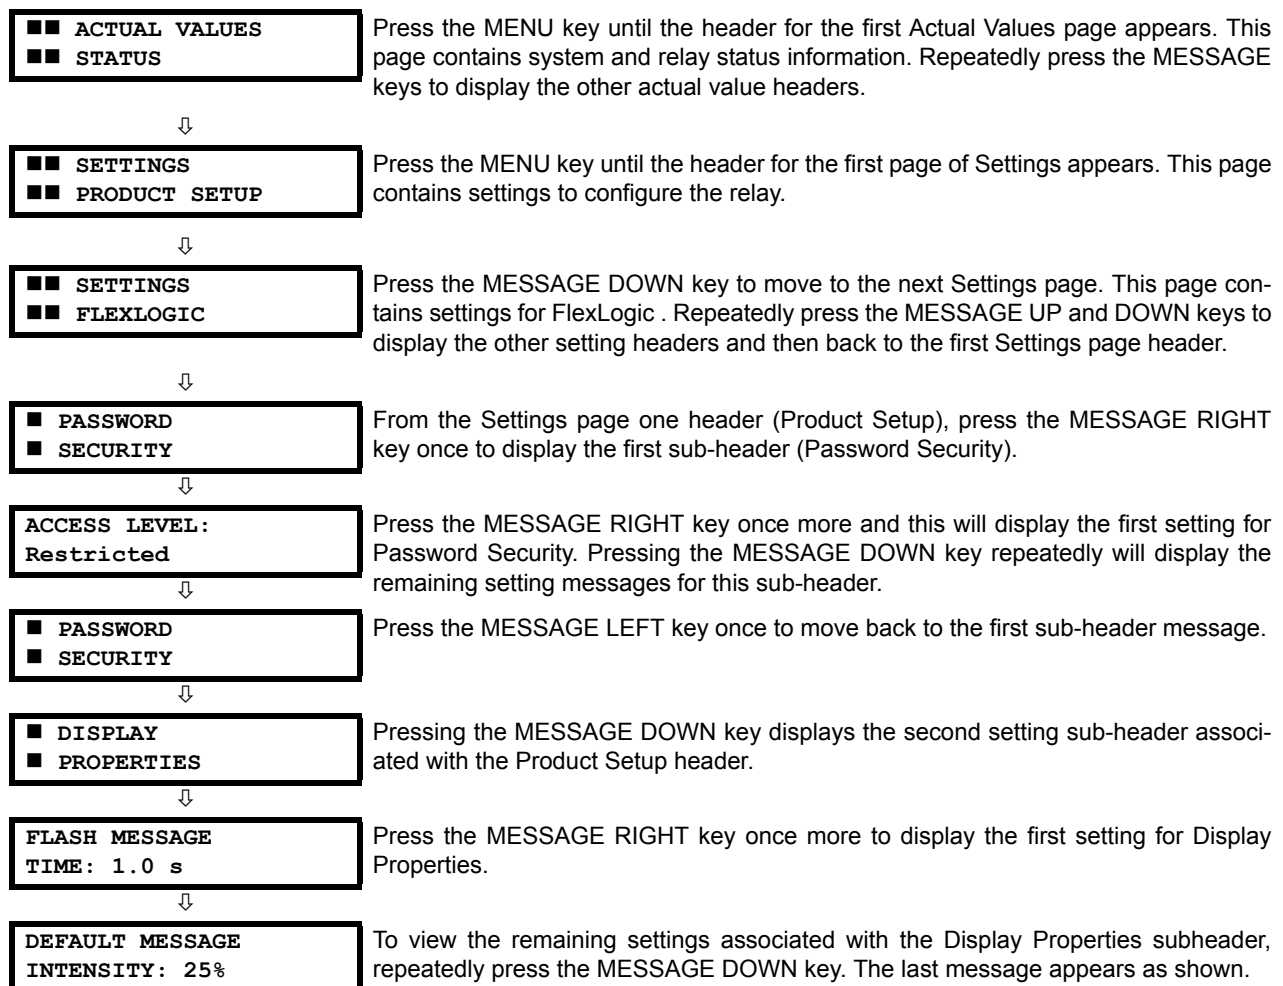 ■■ ACTUAL VALUES
■■ STATUS
Press the MENU key until the header for the first Actual Values page appears. This
page contains system and relay status information. Repeatedly press the MESSAGE
keys to display the other actual value headers.
⇩
■■ SETTINGS
■■ PRODUCT SETUP
Press the MENU key until the header for the first page of Settings appears. This page
contains settings to configure the relay.
⇩
■■ SETTINGS
■■ FLEXLOGIC
Press the MESSAGE DOWN key to move to the next Settings page. This page con-
tains settings for FlexLogic . Repeatedly press the MESSAGE UP and DOWN keys to
display the other setting headers and then back to the first Settings page header.
⇩
■ PASSWORD
■ SECURITY
From the Settings page one header (Product Setup), press the MESSAGE RIGHT
key once to display the first sub-header (Password Security).
⇩
ACCESS LEVEL:
Restricted
Press the MESSAGE RIGHT key once more and this will display the first setting for
Password Security. Pressing the MESSAGE DOWN key repeatedly will display the
remaining setting messages for this sub-header.
⇩
■ PASSWORD
■ SECURITY
Press the MESSAGE LEFT key once to move back to the first sub-header message.
⇩
■ DISPLAY
■ PROPERTIES
Pressing the MESSAGE DOWN key displays the second setting sub-header associ-
ated with the Product Setup header.
⇩
FLASH MESSAGE
TIME: 1.0 s
Press the MESSAGE RIGHT key once more to display the first setting for Display
Properties.
⇩
DEFAULT MESSAGE
INTENSITY: 25%
To view the remaining settings associated with the Display Properties subheader,
repeatedly press the MESSAGE DOWN key. The last message appears as shown.